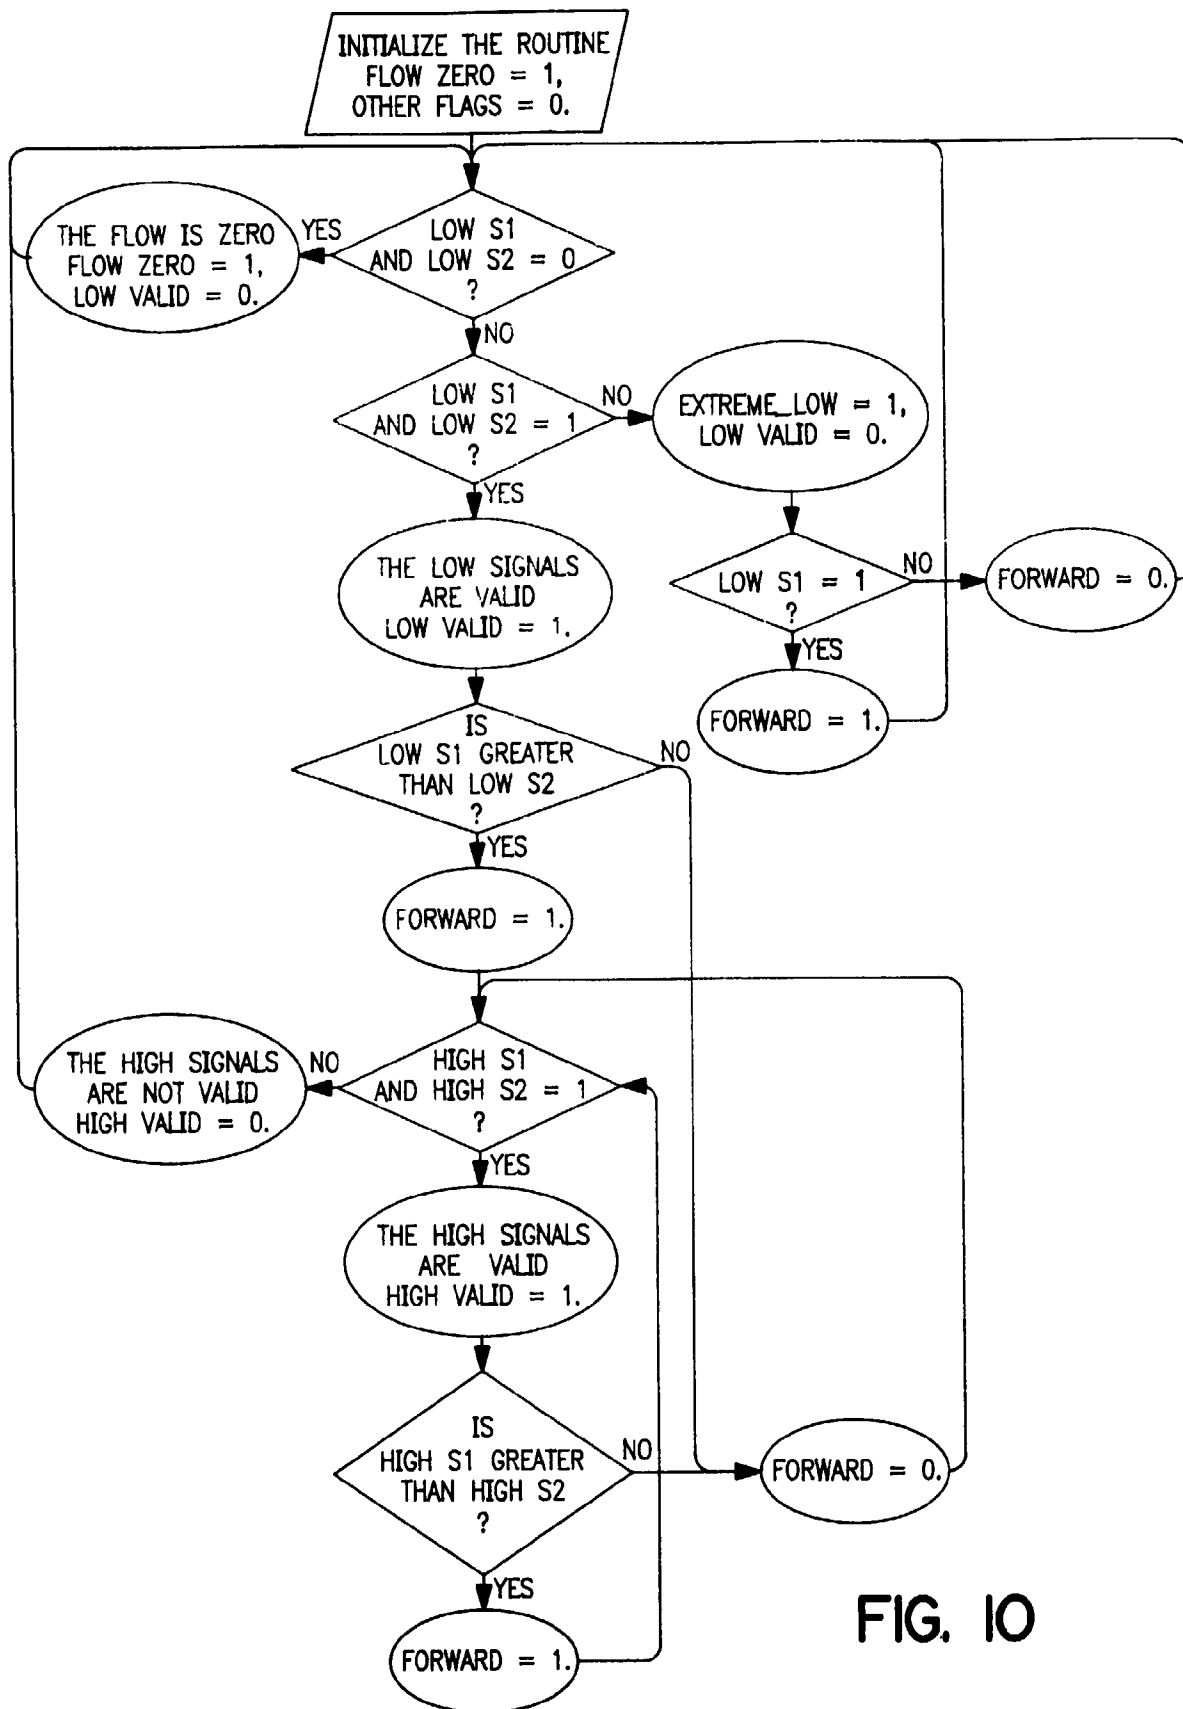 INITIALIZE THE ROUTINE
FLOW ZERO = 1,
OTHER FLAGS = 0.
LOW S1
AND LOW S2 = 0
?
YES
THE FLOW IS ZERO
FLOW ZERO = 1,
LOW VALID = 0.
NO
LOW S1
AND LOW S2 = 1
?
NO
EXTREME_LOW = 1,
LOW VALID = 0.
YES
THE LOW SIGNALS
ARE VALID
LOW VALID = 1.
LOW S1 = 1
?
NO
FORWARD = 0.
YES
FORWARD = 1.
IS
LOW S1 GREATER
THAN LOW S2
?
NO
YES
FORWARD = 1.
HIGH S1
AND HIGH S2 = 1
?
NO
THE HIGH SIGNALS
ARE NOT VALID
HIGH VALID = 0.
YES
THE HIGH SIGNALS
ARE VALID
HIGH VALID = 1.
IS
HIGH S1 GREATER
THAN HIGH S2
?
NO
FORWARD = 0.
YES
FORWARD = 1.
FIG. 10